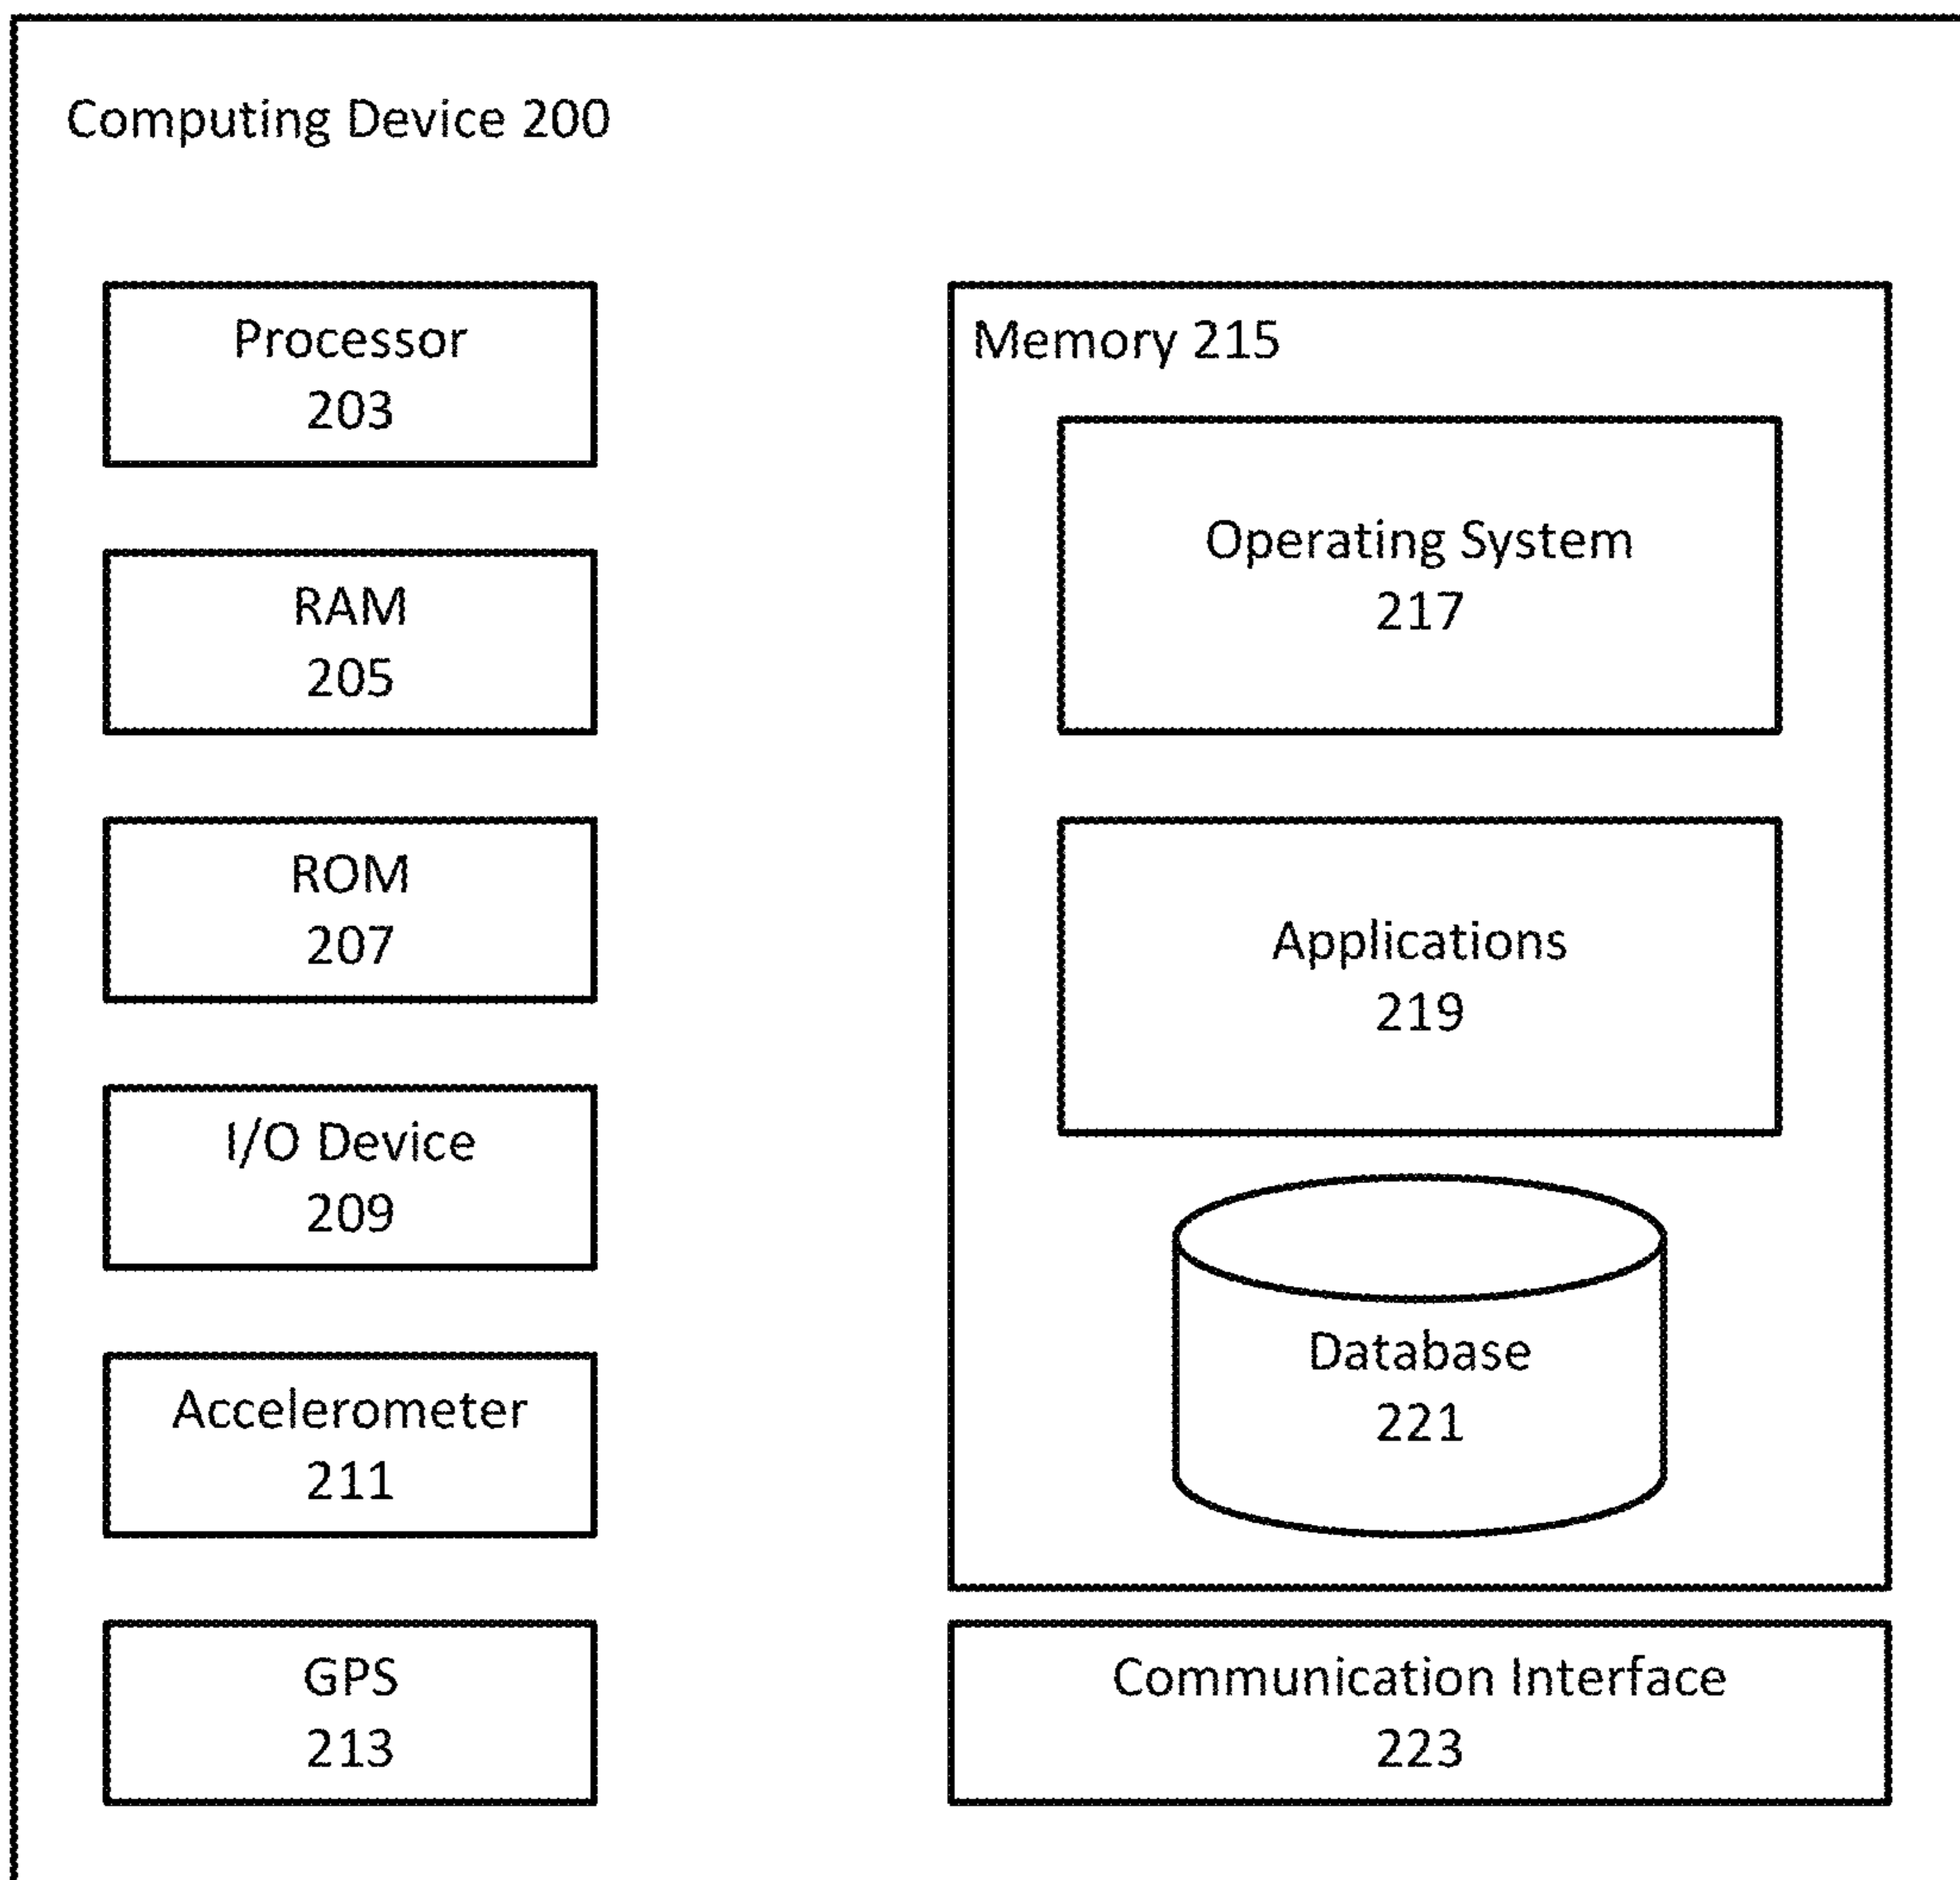 Computing Device 200
Processor
203
RAM
205
ROM
207
I/O Device
209
Accelerometer
211
GPS
213
Memory 215
Operating System
217
Applications
219
Database
221
Communication Interface
223